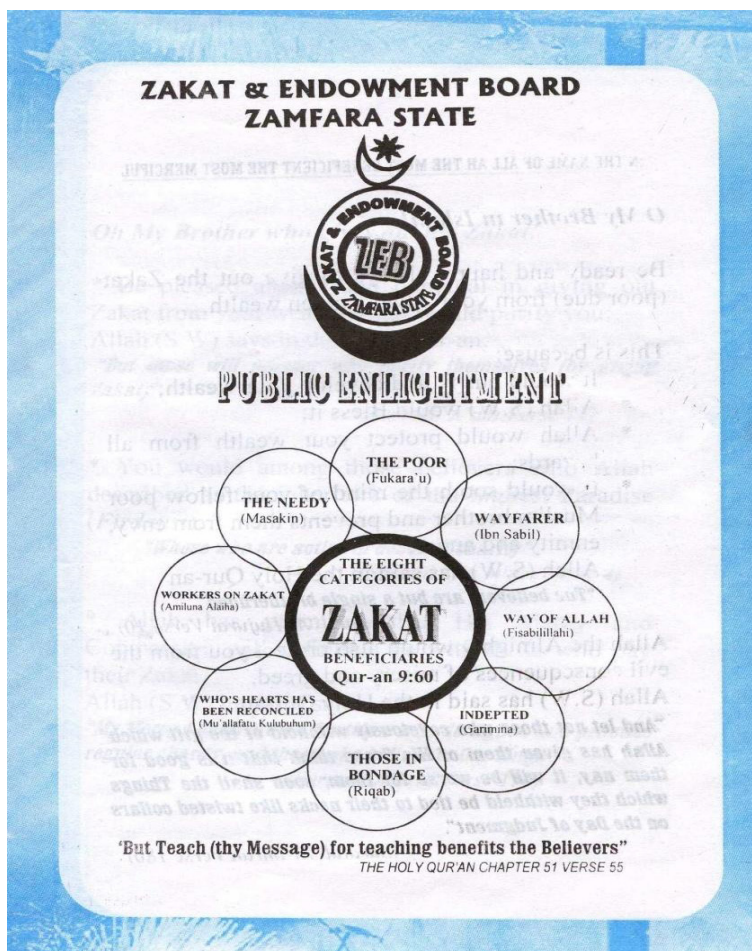 ZAKAT & ENDOWMENT BOARD
ZAMFARA STATE
ZAKAT & ENDOWMENT BOARD
ZEB
ZAMFARA STATE
PUBLIC ENLIGHTMENT
THE POOR
(Fukara'u)
THE NEEDY
(Masakin)
WAYFARER
(Ibn Sabil)
WORKERS ON ZAKAT
(Amiluna Alaiha)
THE EIGHT
CATEGORIES OF
ZAKAT
BENEFICIARIES
Qur-an 9:60
WAY OF ALLAH
(Fisabilillahi)
WHO'S HEARTS HAS
BEEN RECONCILED
(Mu'allafatu Kulubuhum)
INDEPTED
(Garimina)
THOSE IN
BONDAGE
(Riqab)
'But Teach (thy Message) for teaching benefits the Believers"
THE HOLY QUR'AN CHAPTER 51 VERSE 55